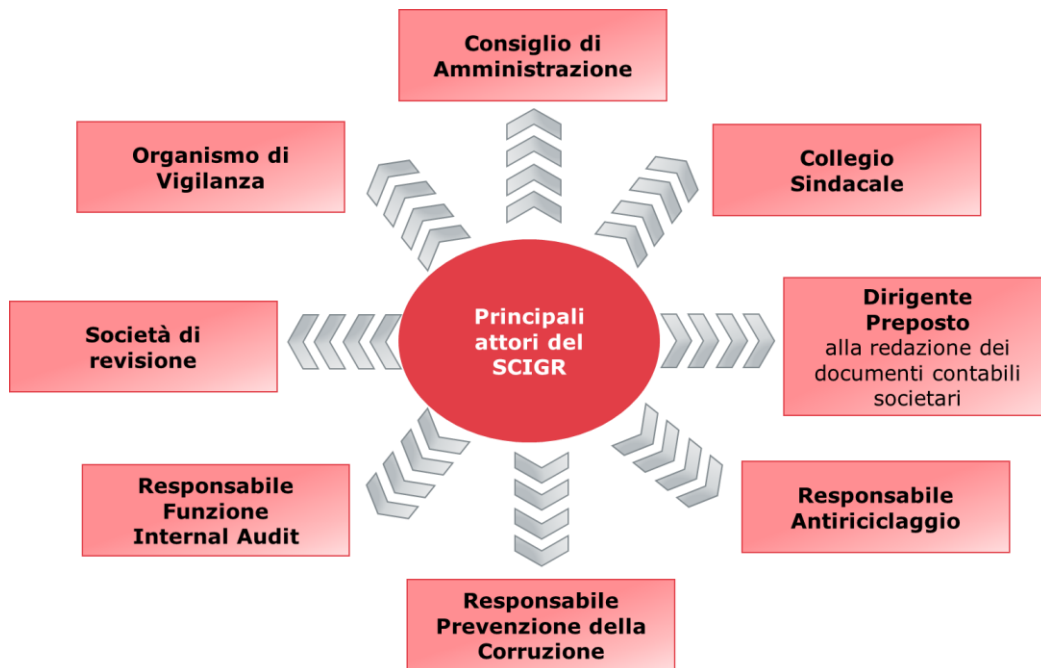 Consiglio di
Amministrazione
Organismo di
Vigilanza
Collegio
Sindacale
Società di
revisione
Principali
attori del
SCIGR
Dirigente
Preposto
alla redazione dei
documenti contabili
societari
Responsabile
Funzione
Internal Audit
Responsabile
Antiriciclaggio
Responsabile
Prevenzione della
Corruzione